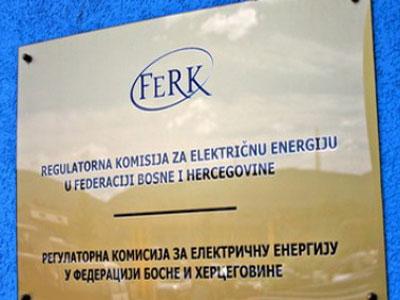 FERK
REGULATORNA KOMISIJA ZA ELEKTRIČNU ENERGIJU
U FEDERACIJI BOSNE I HERCEGOVINE
РЕГУЛАТОРНА КОМИСИЈА ЗА ЕЛЕКТРИЧНУ ЕНЕРГИЈУ
У ФЕДЕРАЦИЈИ БОСНЕ И ХЕРЦЕГОВИНЕ